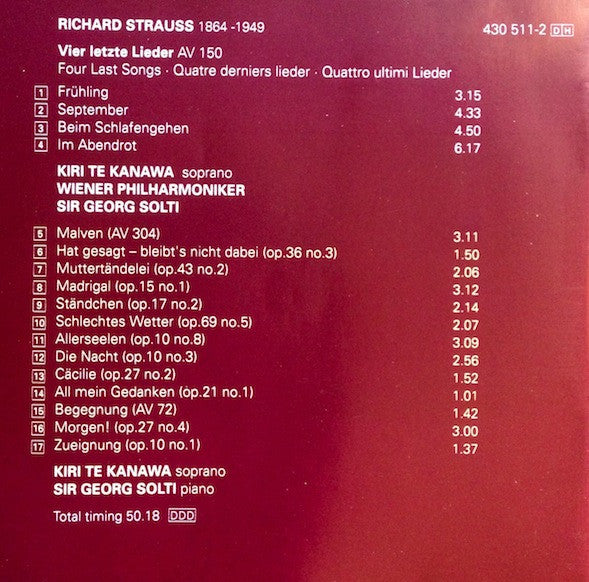 RICHARD STRAUSS 1864 -1949 430 511-2 DH
Vier letzte Lieder AV 150
Four Last Songs · Quatre derniers lieder · Quattro ultimi Lieder
1 Frühling 3.15
2 September 4.33
3 Beim Schlafengehen 4.50
4 Im Abendrot 6.17
KIRI TE KANAWA soprano
WIENER PHILHARMONIKER
SIR GEORG SOLTI
5 Malven (AV 304) 3.11
6 Hat gesagt – bleibt's nicht dabei (op.36 no.3) 1.50
7 Muttertändelei (op.43 no.2) 2.06
8 Madrigal (op.15 no.1) 3.12
9 Ständchen (op.17 no.2) 2.14
10 Schlechtes Wetter (op.69 no.5) 2.07
11 Allerseelen (op.10 no.8) 3.09
12 Die Nacht (op.10 no.3) 2.56
13 Cäcilie (op.27 no.2) 1.52
14 All mein Gedanken (op.21 no.1) 1.01
15 Begegnung (AV 72) 1.42
16 Morgen! (op.27 no.4) 3.00
17 Zueignung (op.10 no.1) 1.37
KIRI TE KANAWA soprano
SIR GEORG SOLTI piano
Total timing 50.18 DDD